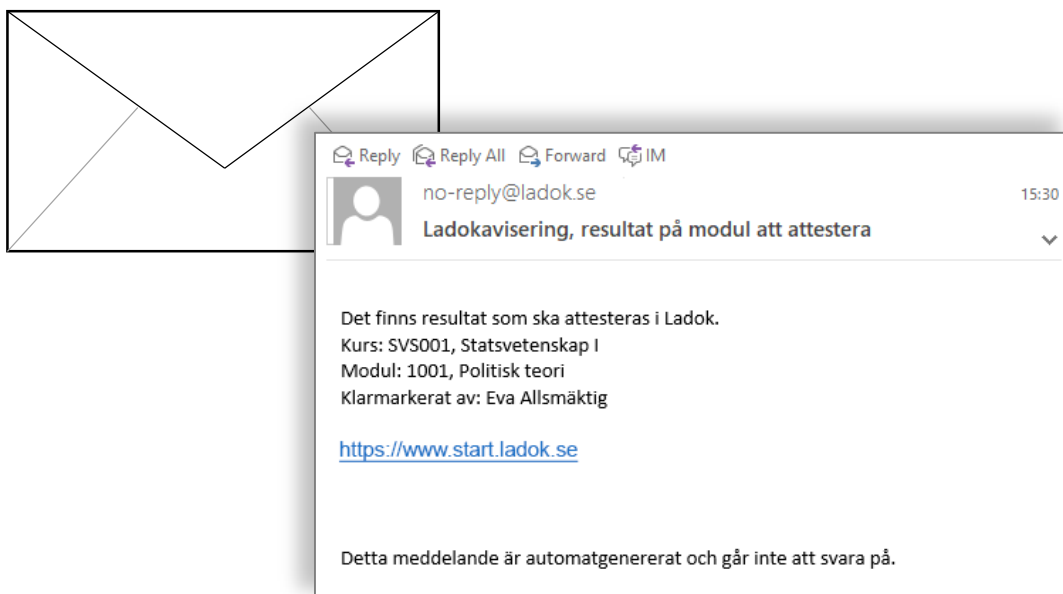 Reply Reply All Forward IM
no-reply@ladok.se 15:30
Ladokavisering, resultat på modul att attestera
Det finns resultat som ska attesteras i Ladok.
Kurs: SVS001, Statsvetenskap I
Modul: 1001, Politisk teori
Klarmarkerat av: Eva Allsmäktig
https://www.start.ladok.se
Detta meddelande är automatgenererat och går inte att svara på.